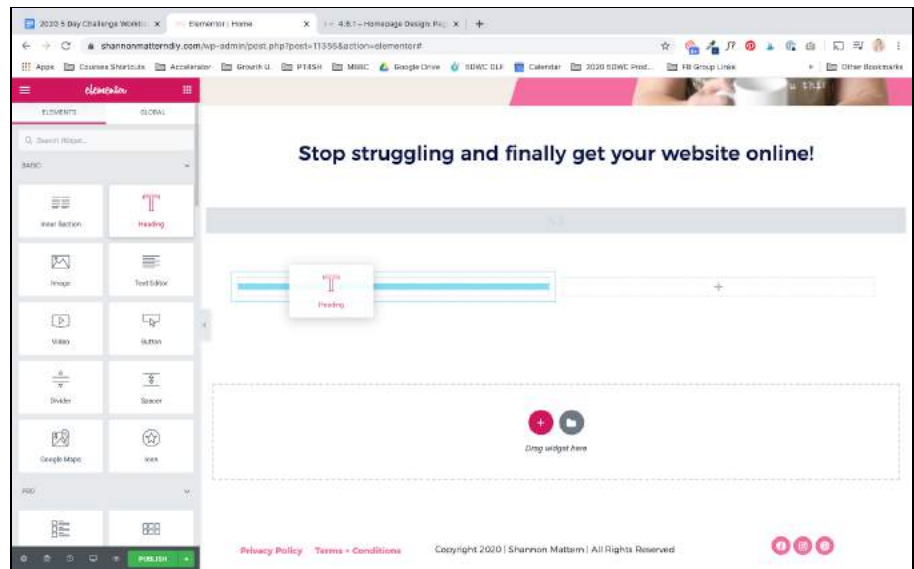 2020 5 Day Challenge Workb
Elementor | Home
4.6.1 – Homepage Design: Pag
shannonmatterndiy.com/wp-admin/post.php?post=11356&action=elementor#
Apps
Courses Shortcuts
Accelerator
Growth U.
PT4SH
Google Drive
5DWC DLF
Calendar
2020 5DWC Prod...
FB Group Links
Other Bookmarks
elementor
ELEMENTS
GLOBAL
Search Widget...
BASIC
Inner Section
Heading
Image
Text Editor
Video
Button
Divider
Spacer
Google Maps
Icon
PRO
PUBLISH
u this
Stop struggling and finally get your website online!
Heading
Drag widget here
Privacy Policy
Terms + Conditions
Copyright 2020 | Shannon Mattern | All Rights Reserved